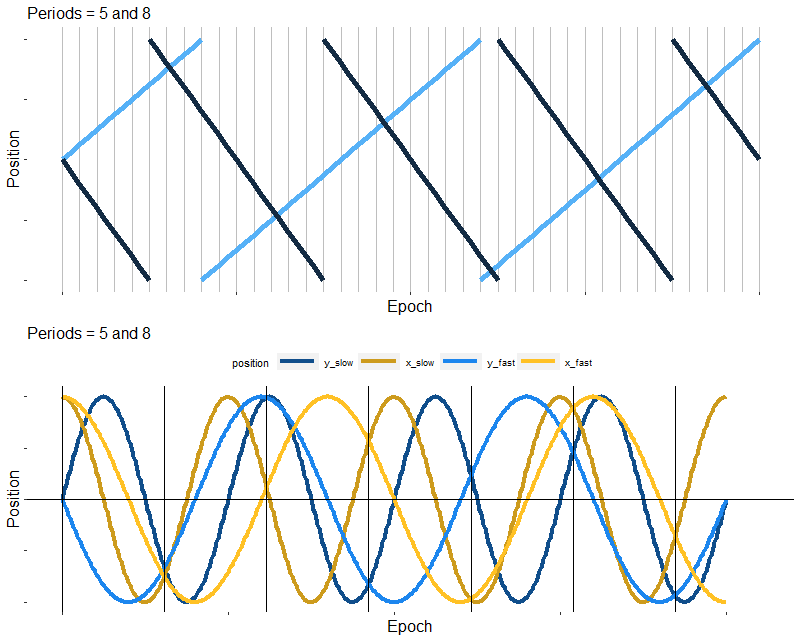 Periods = 5 and 8
Position
Epoch
Periods = 5 and 8
position y_slow x_slow y_fast x_fast
Position
Epoch